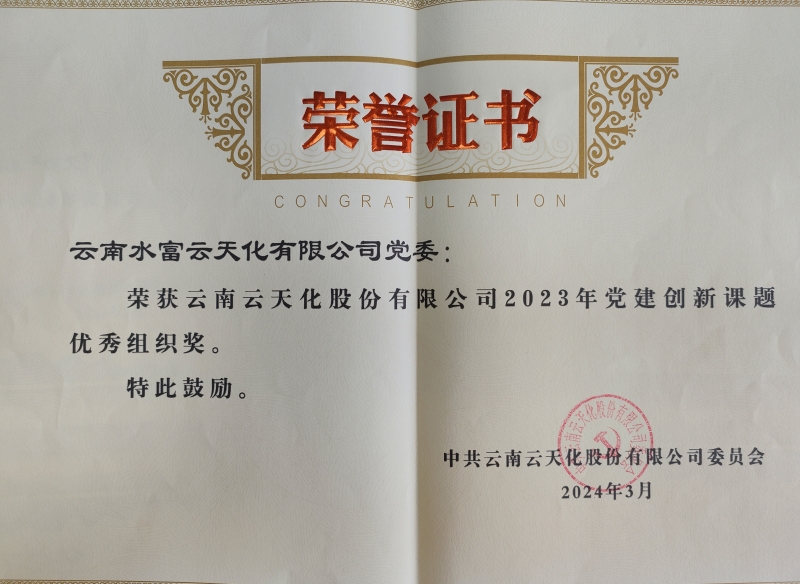 荣誉证书
CONGRATULATION
云南水富云天化有限公司党委：
荣获云南云天化股份有限公司2023年党建创新课题
优秀组织奖。
特此鼓励。
中共云南云天化股份有限公司委员会
2024年3月